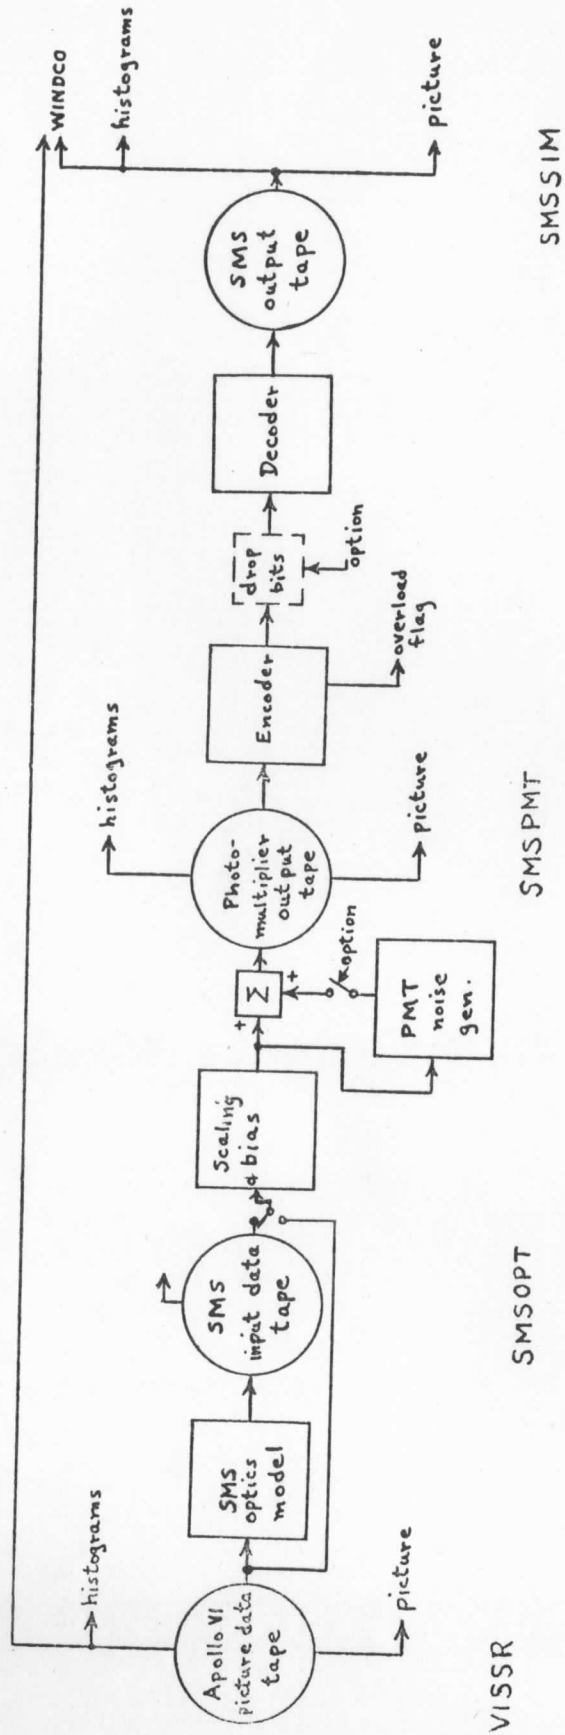 Apollo VI
picture data
tape
histograms
picture
SMS
optics
model
SMS
input data
tape
Scaling
& bias
Σ
+
+
option
PMT
noise
gen.
Photo-
multiplier
output
tape
histograms
picture
Encoder
overload
flag
drop
bits
option
Decoder
SMS
output
tape
WINDCO
histograms
picture
VISSR
SMSOPT
SMSPMT
SMSSIM